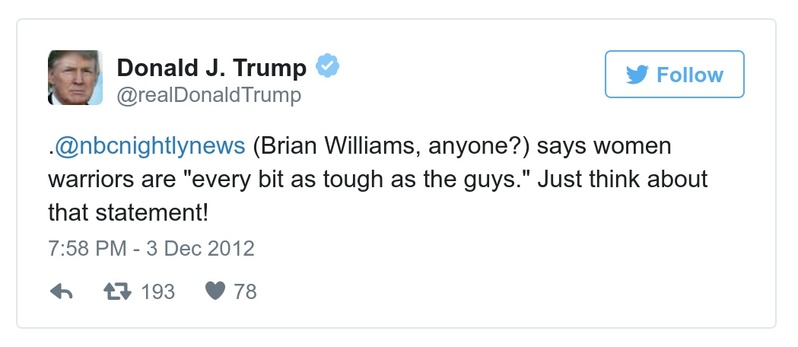 Donald J. Trump
@realDonaldTrump
Follow
.@nbcnightlynews (Brian Williams, anyone?) says women
warriors are "every bit as tough as the guys." Just think about
that statement!
7:58 PM - 3 Dec 2012
193 78